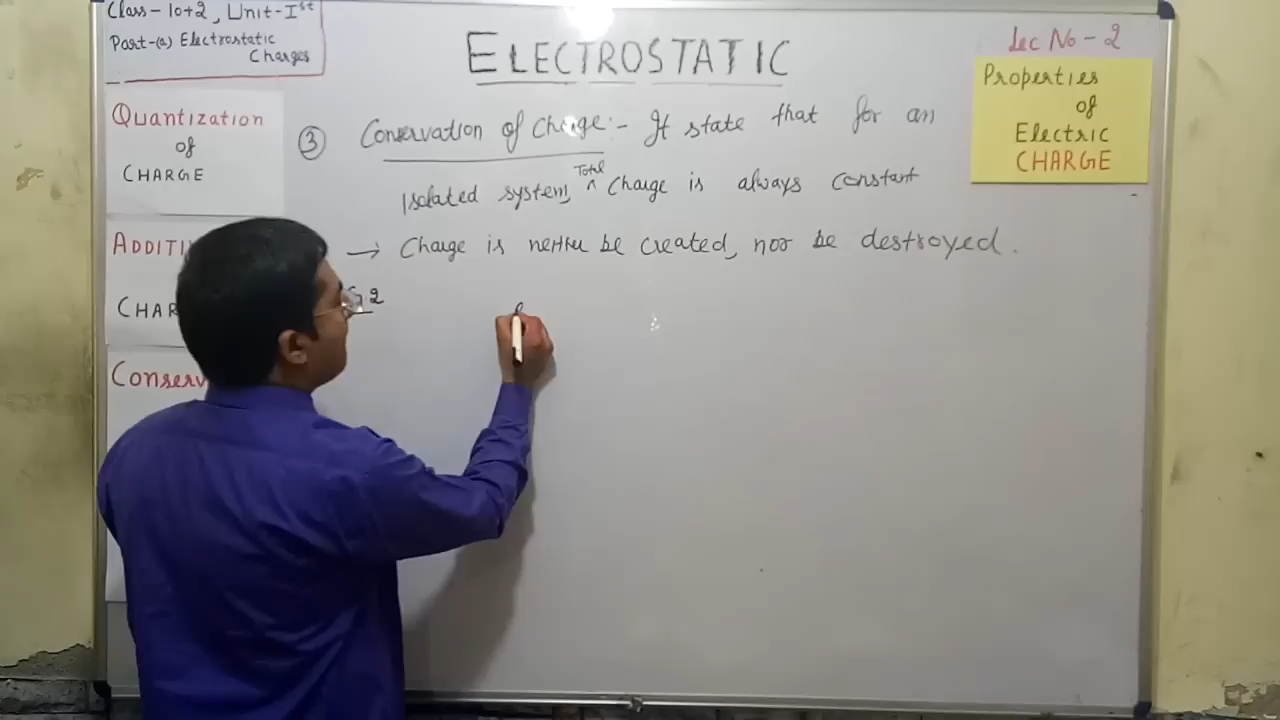 Class-10+2, Unit-Ist
Part-(a) Electrostatic
Charges
ELECTROSTATIC
Lec No-2
Properties
of
Electric
CHARGE
Quantization
of
CHARGE
ADDITI
CHAR
Conserv
③ Conservation of Charge:- It state that for an
Isolated system, Total ^ Charge is always constant
→ Charge is neither be created, nor be destroyed.
2